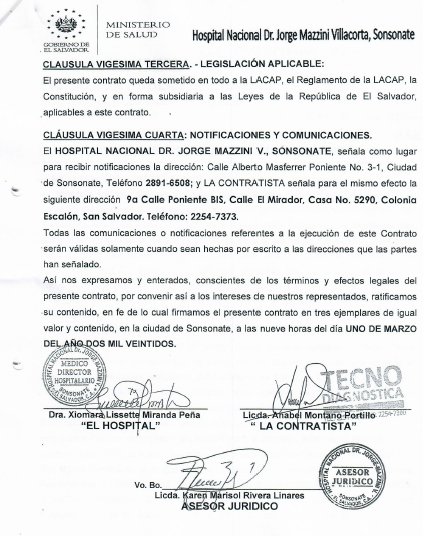 GOBIERNO DE
EL SALVADOR
MINISTERIO
DE SALUD
Hospital Nacional Dr. Jorge Mazzini Villacorta, Sonsonate
CLAUSULA VIGESIMA TERCERA. - LEGISLACIÓN APLICABLE:
El presente contrato queda sometido en todo a la LACAP, el Reglamento de la LACAP, la
Constitución, y en forma subsidiaria a las Leyes de la República de El Salvador,
aplicables a este contrato.
CLÁUSULA VIGESIMA CUARTA: NOTIFICACIONES Y COMUNICACIONES.
El HOSPITAL NACIONAL DR. JORGE MAZZINI V., SONSONATE, señala como lugar
para recibir notificaciones la dirección: Calle Alberto Masferrer Poniente No. 3-1, Ciudad
de Sonsonate, Teléfono 2891-6508; y LA CONTRATISTA señala para el mismo efecto la
siguiente dirección 9a Calle Poniente BIS, Calle El Mirador, Casa No. 5290, Colonia
Escalón, San Salvador. Teléfono: 2254-7373.
Todas las comunicaciones o notificaciones referentes a la ejecución de este Contrato
serán válidas solamente cuando sean hechas por escrito a las direcciones que las partes
han señalado.
Así nos expresamos y enterados, conscientes de los términos y efectos legales del
presente contrato, por convenir así a los intereses de nuestros representados, ratificamos
su contenido, en fe de lo cual firmamos el presente contrato en tres ejemplares de igual
valor y contenido, en la ciudad de Sonsonate, a las nueve horas del día UNO DE MARZO
DEL AÑO DOS MIL VEINTIDOS.
MEDICO
DIRECTOR
HOSPITALARIO
SONSONATE
TECNO
DIAGNOSTICA
Dra. Xiomara Lissette Miranda Peña
"EL HOSPITAL"
Licda. Anabel Montano Portillo
" LA CONTRATISTA"
HOSPITAL NACIONAL DR. JORGE MAZZINI
ASESOR
JURIDICO
SONSONATE
Vo. Bo.
Licda. Karen Marisol Rivera Linares
ASESOR JURIDICO